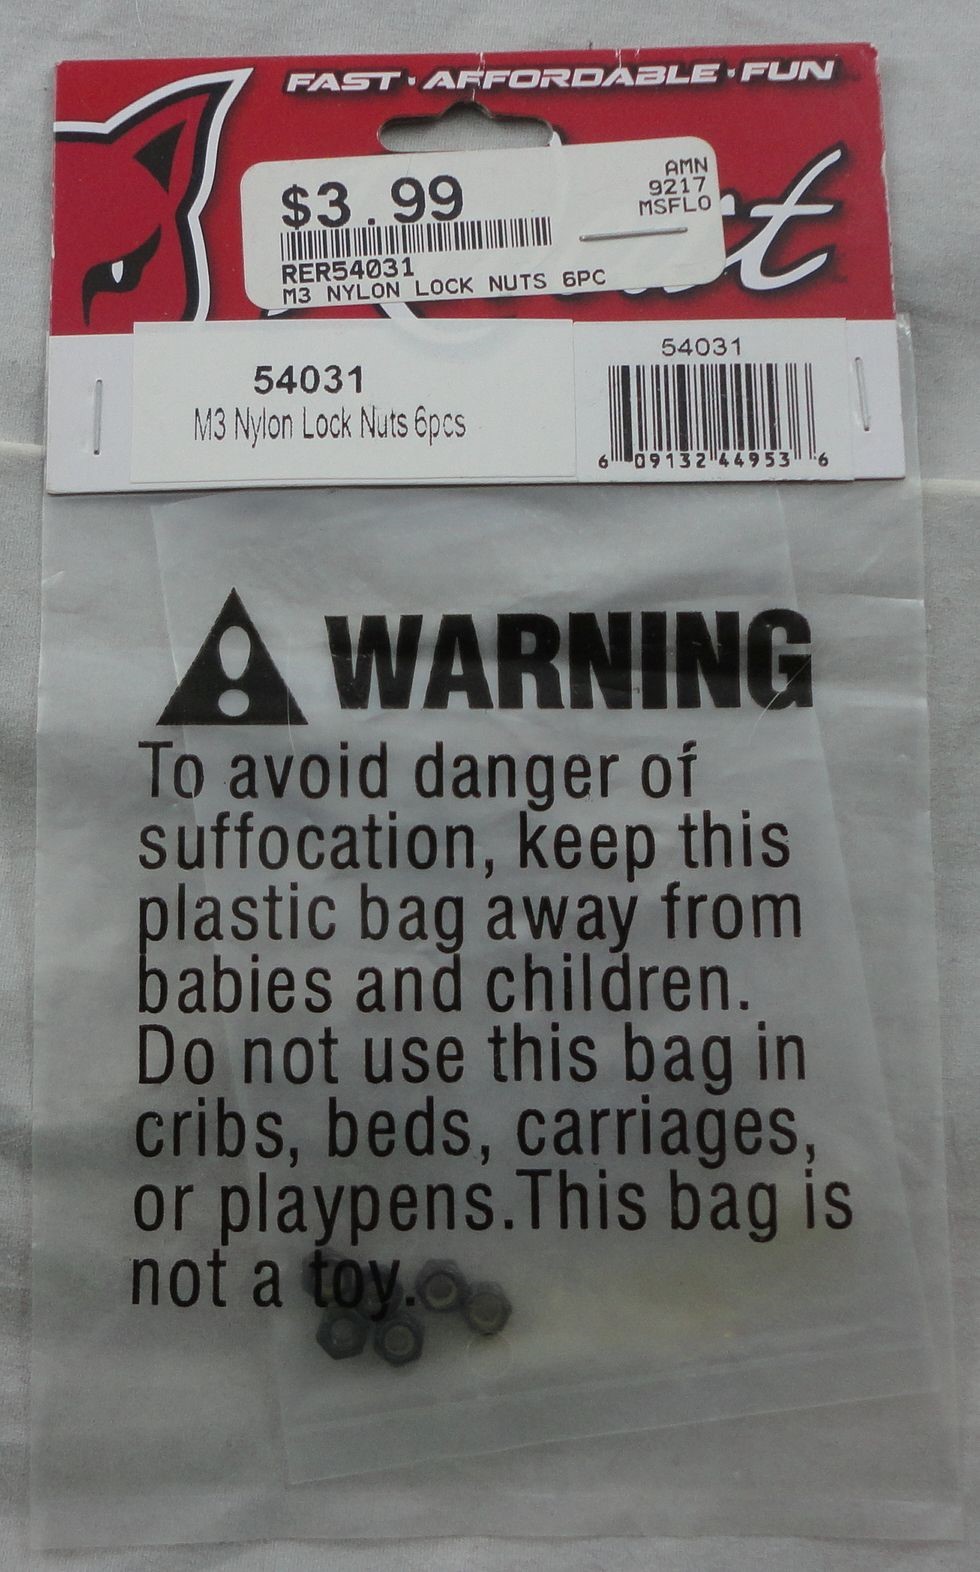 FAST · AFFORDABLE · FUN
$3.99
AMN
9217
MSFLO
RER54031
M3 NYLON LOCK NUTS 6PC
54031
M3 Nylon Lock Nuts 6pcs
54031
6 09132 44953 6
WARNING
To avoid danger of
suffocation, keep this
plastic bag away from
babies and children.
Do not use this bag in
cribs, beds, carriages,
or playpens.This bag is
not a toy.